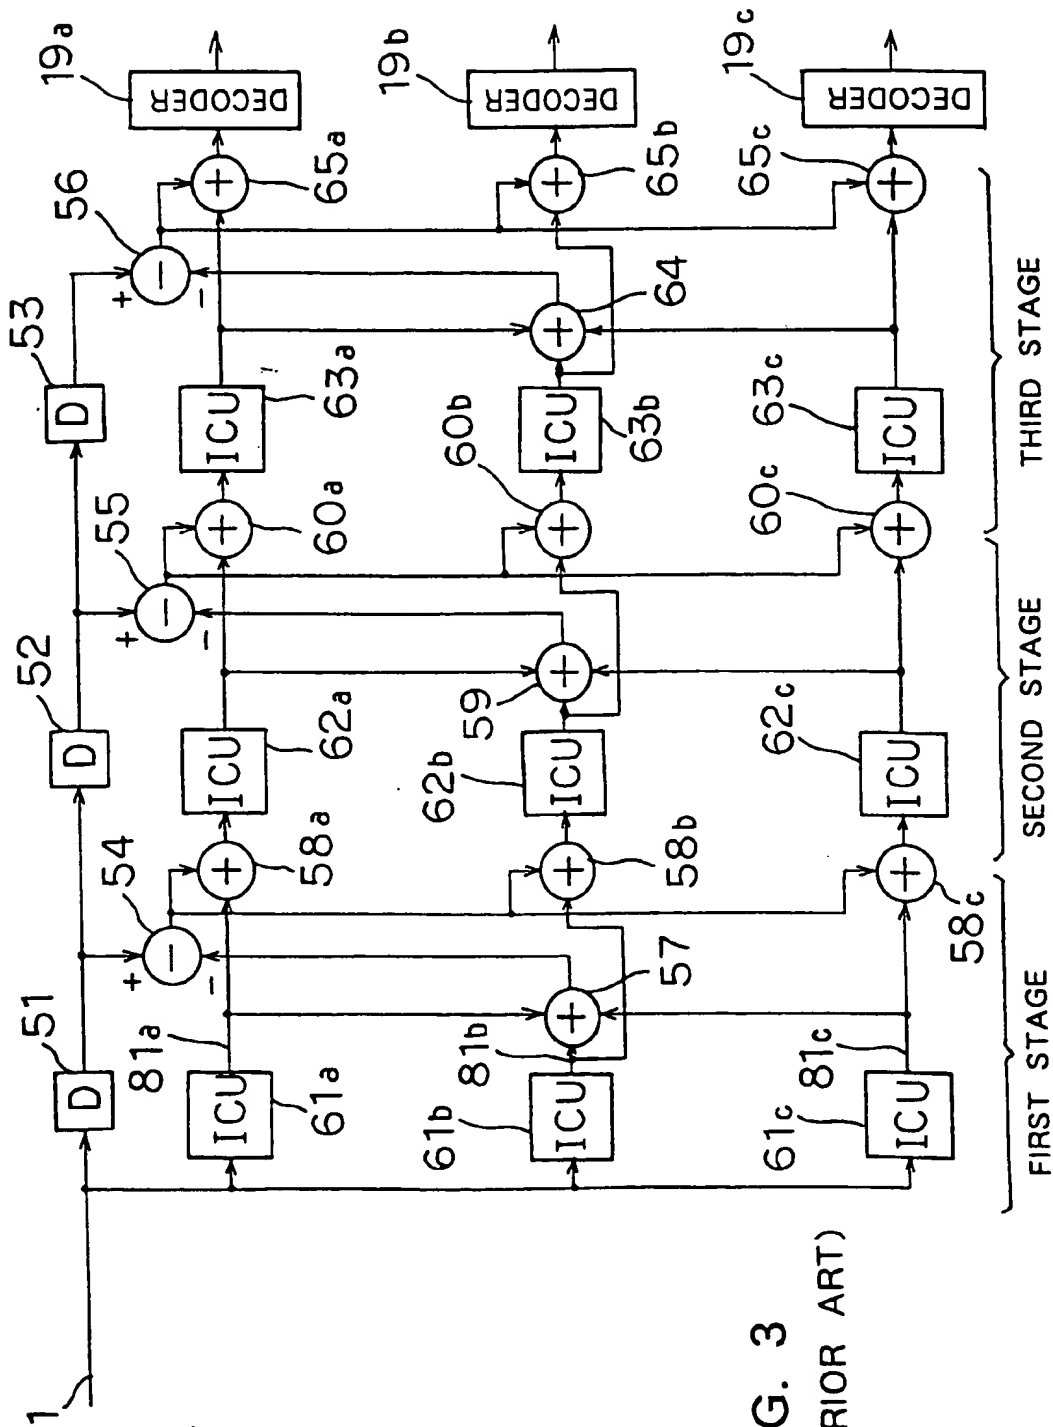 1
51
D
52
D
53
D
54
+
−
−
55
+
−
−
56
+
−
−
81a
ICU
61a
+
58a
ICU
62a
+
60a
ICU
63a
+
65a
DECODER
19a
81b
ICU
61b
+
57
+
58b
ICU
62b
+
59
+
60b
ICU
63b
+
64
+
65b
DECODER
19b
81c
ICU
61c
+
58c
ICU
62c
+
60c
ICU
63c
+
65c
DECODER
19c
FIRST STAGE
SECOND STAGE
THIRD STAGE
G. 3
RIOR ART)